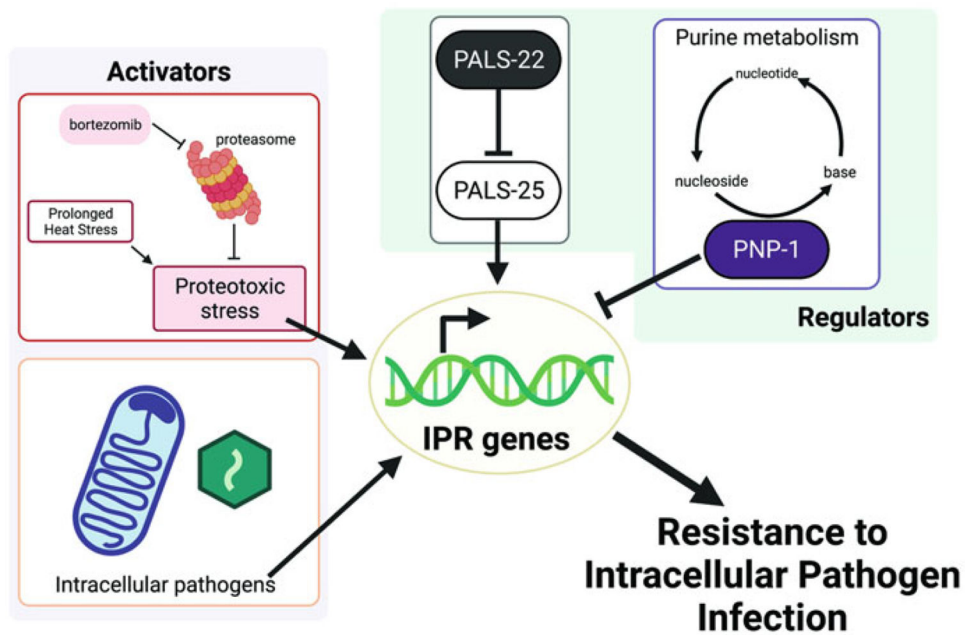 Activators
bortezomib
proteasome
Prolonged
Heat Stress
Proteotoxic
stress
Intracellular pathogens
PALS-22
PALS-25
Purine metabolism
nucleotide
nucleoside
base
PNP-1
Regulators
IPR genes
Resistance to
Intracellular Pathogen
Infection